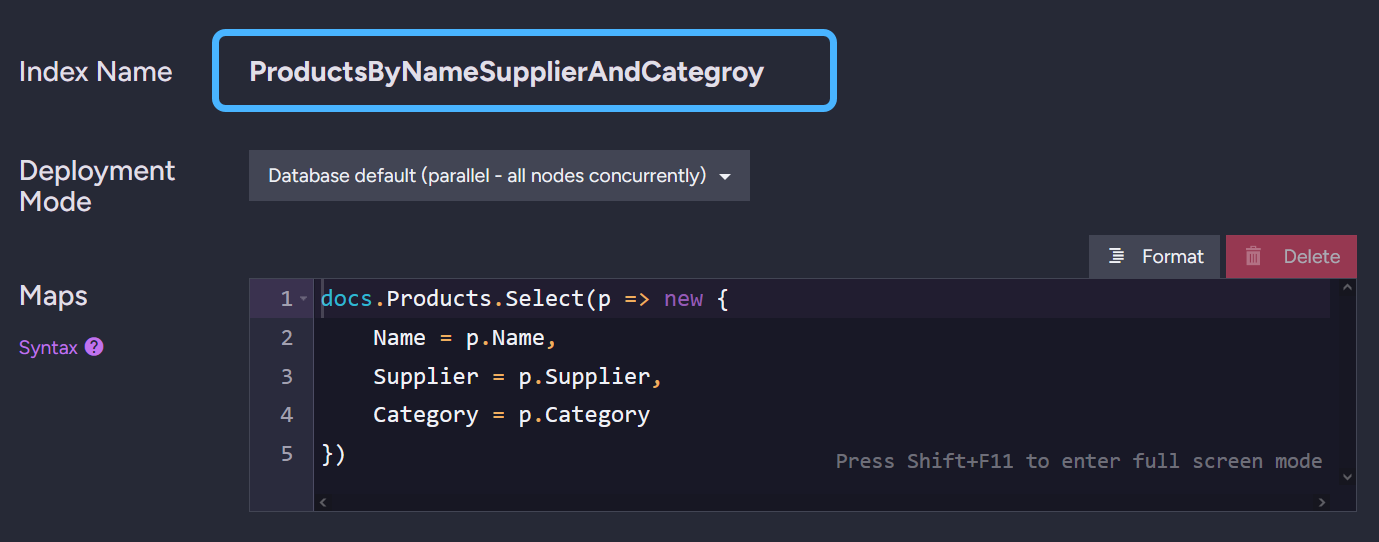 Index Name
ProductsByNameSupplierAndCategroy
Deployment
Mode
Database default (parallel - all nodes concurrently)
Format
Delete
Maps
Syntax ?
1 docs.Products.Select(p => new {
2     Name = p.Name,
3     Supplier = p.Supplier,
4     Category = p.Category
5 })
Press Shift+F11 to enter full screen mode